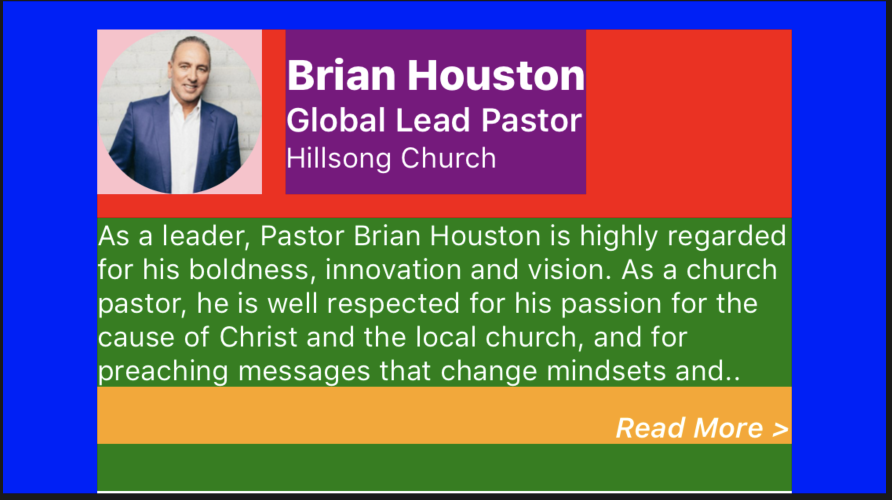 Brian Houston
Global Lead Pastor
Hillsong Church
As a leader, Pastor Brian Houston is highly regarded
for his boldness, innovation and vision. As a church
pastor, he is well respected for his passion for the
cause of Christ and the local church, and for
preaching messages that change mindsets and..
Read More >